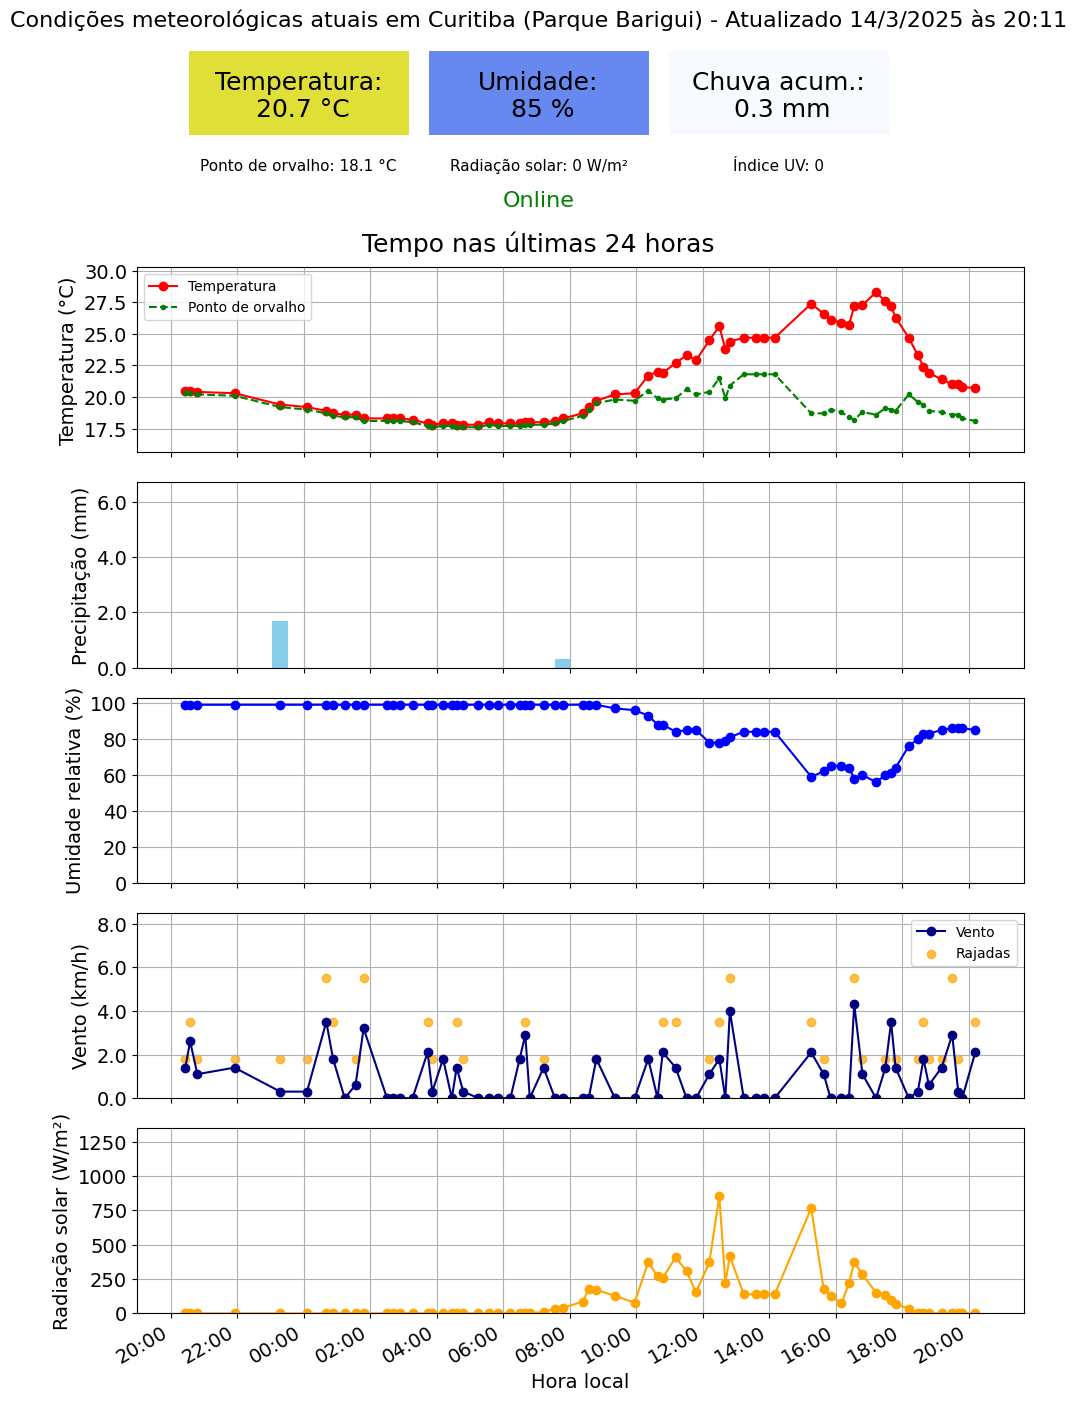 Condições meteorológicas atuais em Curitiba (Parque Barigui) - Atualizado 14/3/2025 às 20:11
Temperatura:
20.7 °C
Umidade:
85 %
Chuva acum.:
0.3 mm
Ponto de orvalho: 18.1 °C
Radiação solar: 0 W/m²
Índice UV: 0
Online
Tempo nas últimas 24 horas
Temperatura (°C)
30.0
27.5
25.0
22.5
20.0
17.5
Temperatura
Ponto de orvalho
Precipitação (mm)
6.0
4.0
2.0
0.0
Umidade relativa (%)
100
80
60
40
20
0
Vento (km/h)
8.0
6.0
4.0
2.0
0.0
Vento
Rajadas
Radiação solar (W/m²)
1250
1000
750
500
250
0
20:00
22:00
00:00
02:00
04:00
06:00
08:00
10:00
12:00
14:00
16:00
18:00
20:00
Hora local